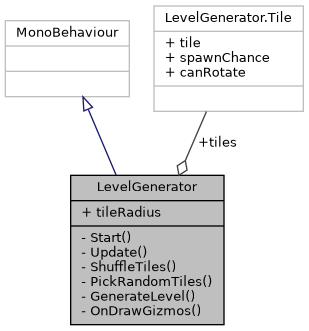 MonoBehaviour
LevelGenerator.Tile
+ tile
+ spawnChance
+ canRotate
+tiles
LevelGenerator
+ tileRadius
- Start()
- Update()
- ShuffleTiles()
- PickRandomTiles()
- GenerateLevel()
- OnDrawGizmos()